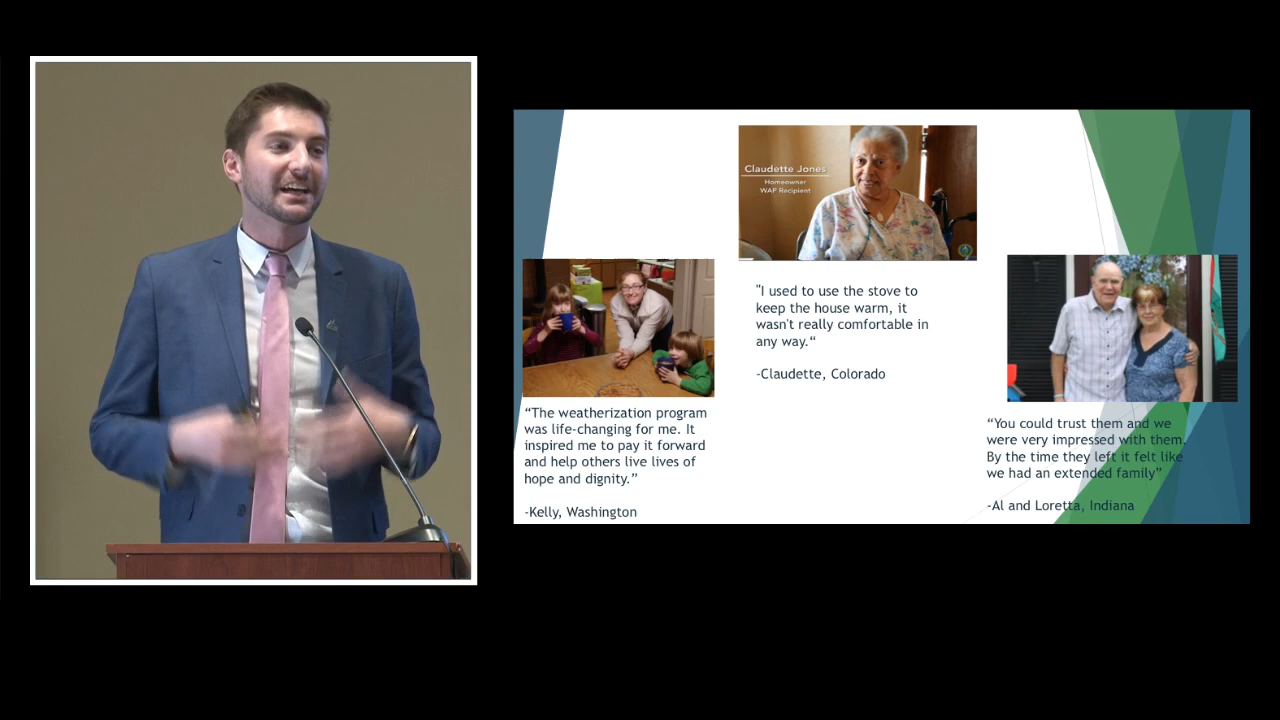 Claudette Jones
Homeowner
WAP Recipient
"I used to use the stove to
keep the house warm, it
wasn't really comfortable in
any way.“
-Claudette, Colorado
“The weatherization program
was life-changing for me. It
inspired me to pay it forward
and help others live lives of
hope and dignity.”
-Kelly, Washington
“You could trust them and we
were very impressed with them.
By the time they left it felt like
we had an extended family”
-Al and Loretta, Indiana